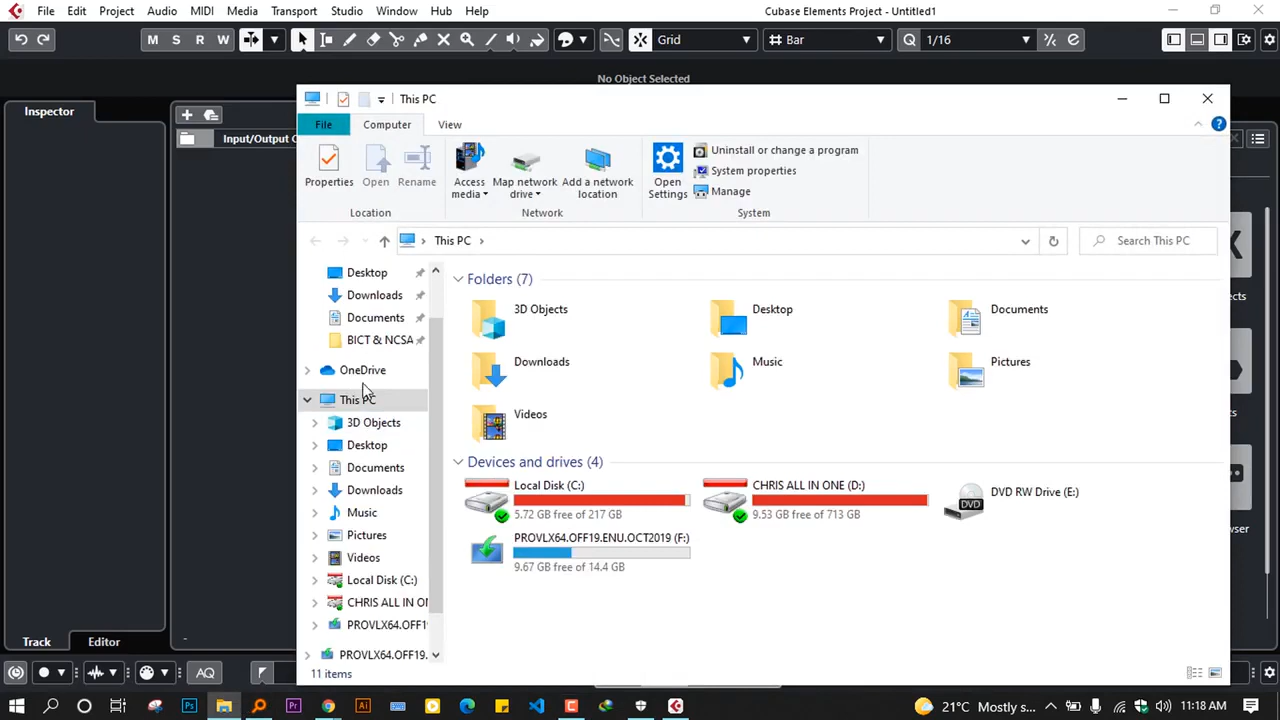 File Edit Project Audio MIDI Media Transport Studio Window Hub Help Cubase Elements Project - Untitled1
M S R W Grid Bar Q 1/16
No Object Selected
Inspector
Input/Output C
This PC
File Computer View
Properties Open Rename Access media Map network drive Add a network location Open Settings
Uninstall or change a program
System properties
Manage
Location Network System
This PC Search This PC
Desktop
Downloads
Documents
BICT & NCSA
OneDrive
This PC
3D Objects
Desktop
Documents
Downloads
Music
Pictures
Videos
Local Disk (C:)
CHRIS ALL IN ON
PROVLX64.OFF19
PROVLX64.OFF19.
Folders (7)
3D Objects Desktop Documents
Downloads Music Pictures
Videos
Devices and drives (4)
Local Disk (C:)
5.72 GB free of 217 GB
CHRIS ALL IN ONE (D:)
9.53 GB free of 713 GB
DVD RW Drive (E:)
DVD
PROVLX64.OFF19.ENU.OCT2019 (F:)
9.67 GB free of 14.4 GB
11 items
ects
wser
Track Editor
-
AQ
Ps Pr Ai
21°C Mostly s... 11:18 AM